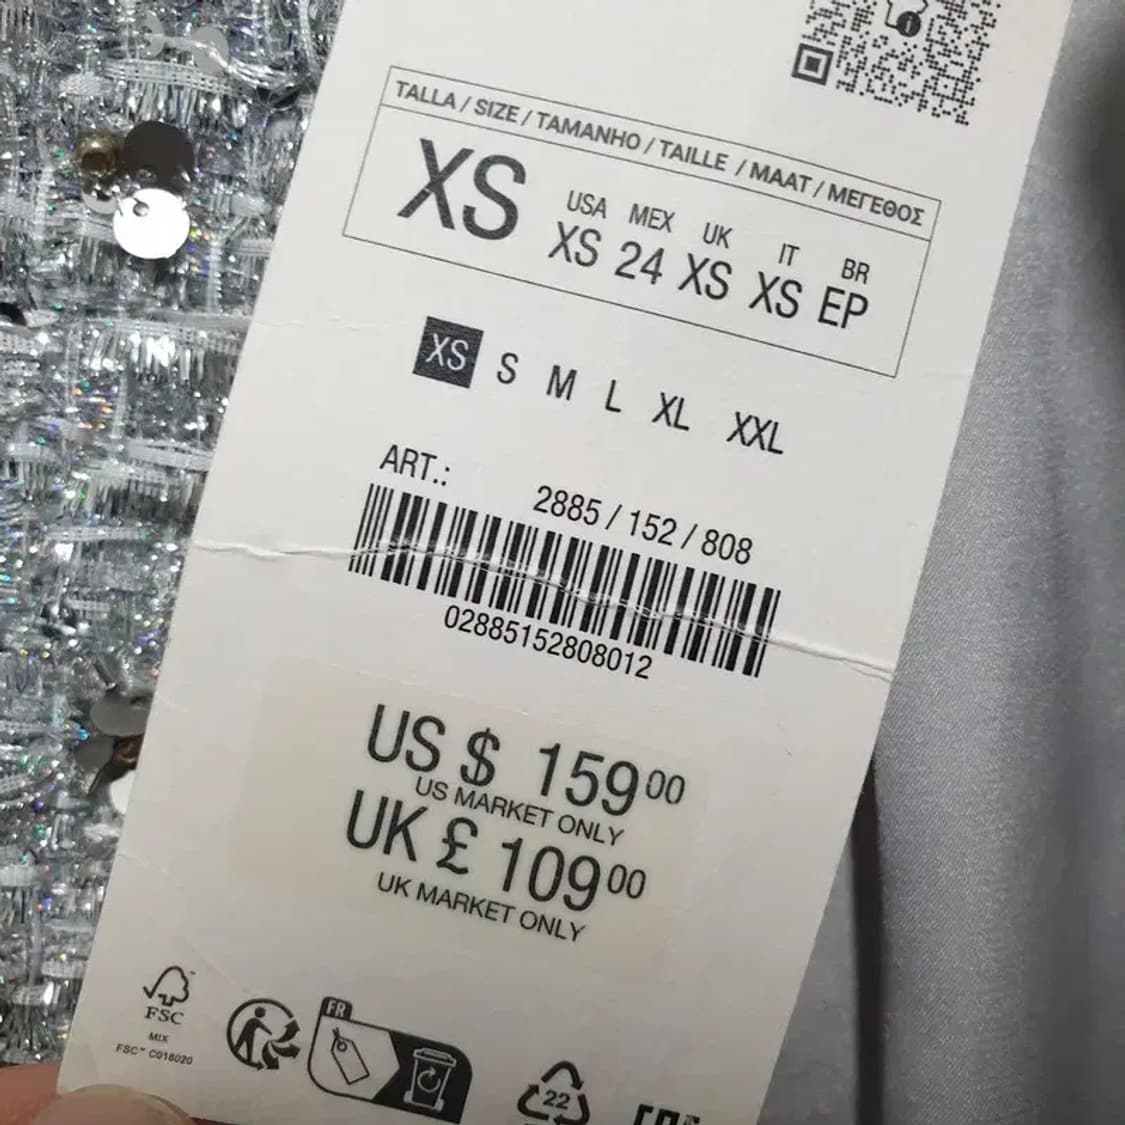 TALLA / SIZE / TAMANHO / TAILLE / MAAT / ΜΕΓΕΘΟΣ
XS
USA MEX UK IT BR
XS 24 XS XS EP
XS S M L XL XXL
ART.: 2885 / 152 / 808
02885152808012
US $ 159 00
US MARKET ONLY
UK £ 109 00
UK MARKET ONLY
FSC
MIX
FSC™ C018020
FR
22